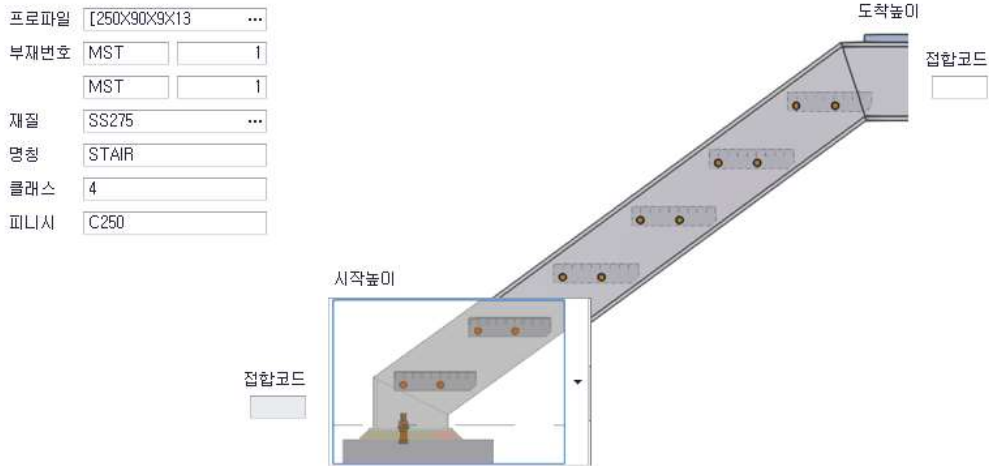 프로파일 [250X90X9X13 ...
부재번호 MST 1
MST 1
재질 SS275 ...
명칭 STAIR
클래스 4
피니시 C250
도착높이
접합코드
시작높이
접합코드